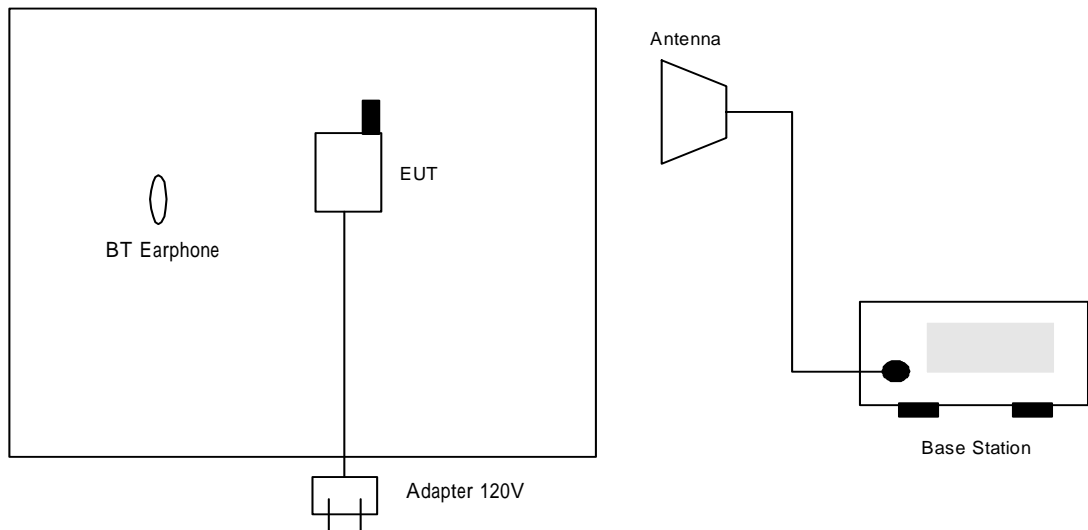 Antenna
EUT
BT Earphone
Base Station
Adapter 120V